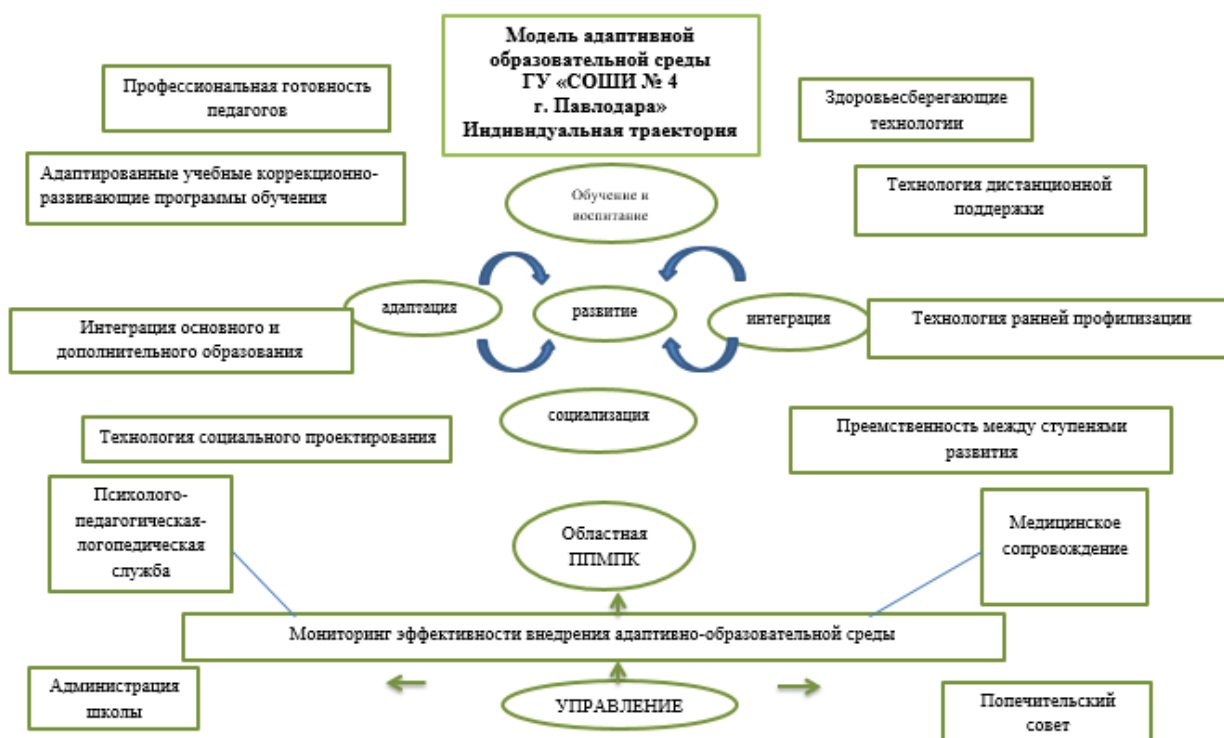 Модель адаптивной
образовательной среды
ГУ «СОШИ № 4
г. Павлодара»
Индивидуальная траектория
Профессиональная готовность
педагогов
Здоровьесберегающие
технологии
Адаптированные учебные коррекционно-
развивающие программы обучения
Обучение и
воспитание
Технология дистанционной
поддержки
адаптация
развитие
интеграция
Интеграция основного и
дополнительного образования
Технология ранней профилизации
социализация
Технология социального проектирования
Преемственность между ступенями
развития
Психолого-
педагогическая-
логопедическая
служба
Областная
ППМПК
Медицинское
сопровождение
Мониторинг эффективности внедрения адаптивно-образовательной среды
Администрация
школы
УПРАВЛЕНИЕ
Попечительский
совет